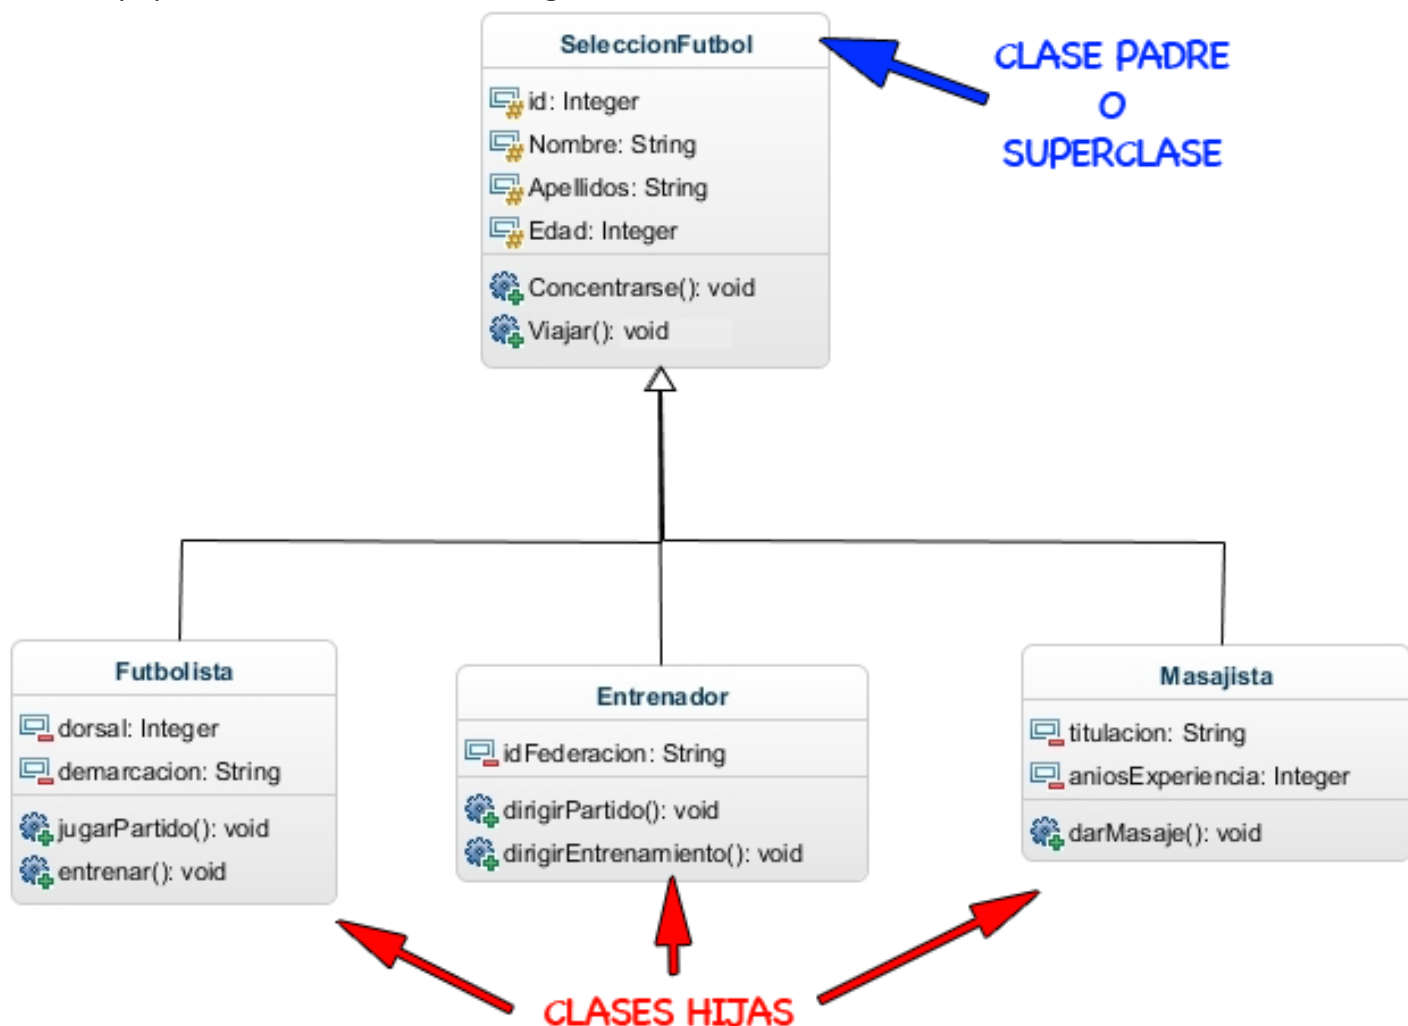 SeleccionFutbol
id: Integer
Nombre: String
Apellidos: String
Edad: Integer
Concentrarse(): void
Viajar(): void
CLASE PADRE
O
SUPERCLASE
Futbolista
dorsal: Integer
demarcacion: String
jugarPartido(): void
entrenar(): void
Entrenador
idFederacion: String
dirigirPartido(): void
dirigirEntrenamiento(): void
Masajista
titulacion: String
aniosExperiencia: Integer
darMasaje(): void
CLASES HIJAS